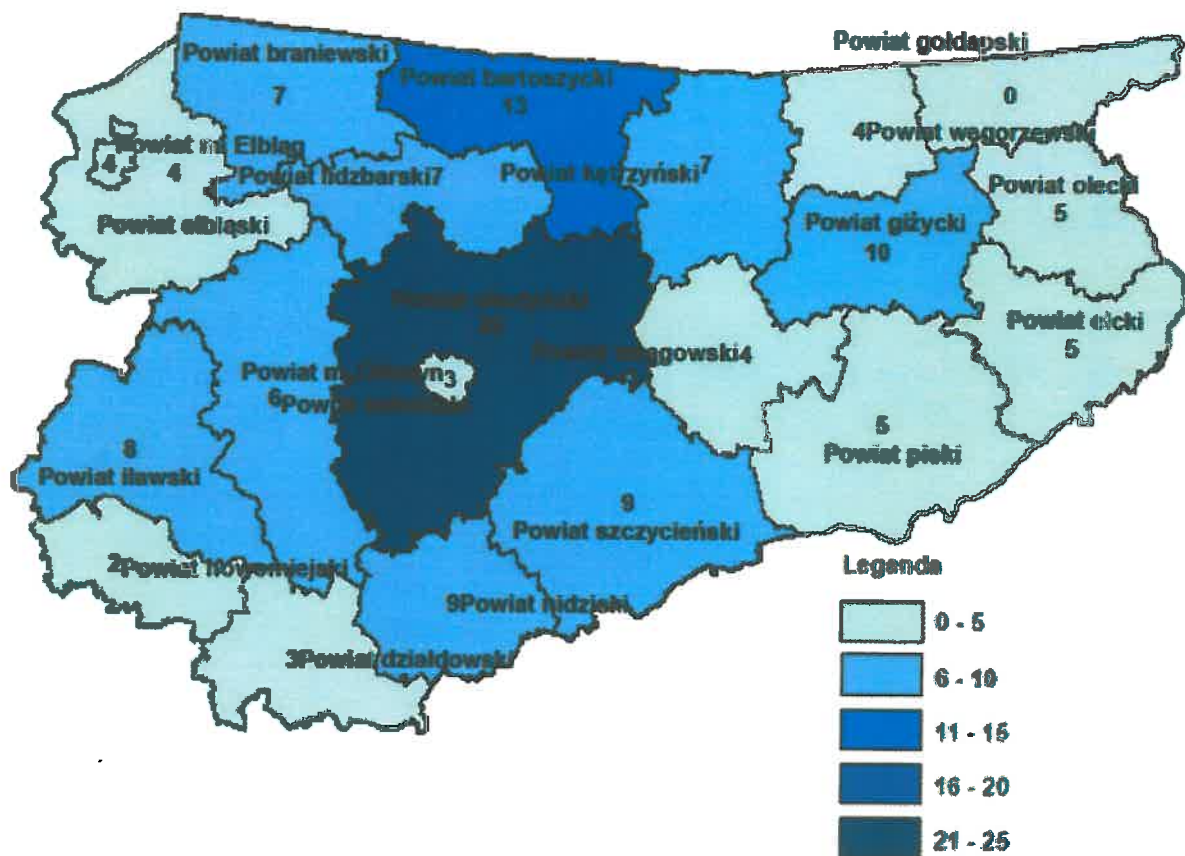 Powiat gołdapski
Powiat braniewski
Powiat bartoszycki
7
13
0
4Powiat węgorzewski
Powiat mt Elbląg
4
4
Powiat lidzbarski7
Powiat kętrzyński7
Powiat olecki
5
Powiat elbląski
Powiat giżycki
10
Powiat ełcki
5
4
Powiat
3
6
8
Powiat iławski
5
Powiat piski
9
Powiat szczycieński
2Powiat Nowomiejski
9Powiat nidzicki
3Powiat działdowski
Legenda
0 - 5
6 - 10
11 - 15
16 - 20
21 - 25